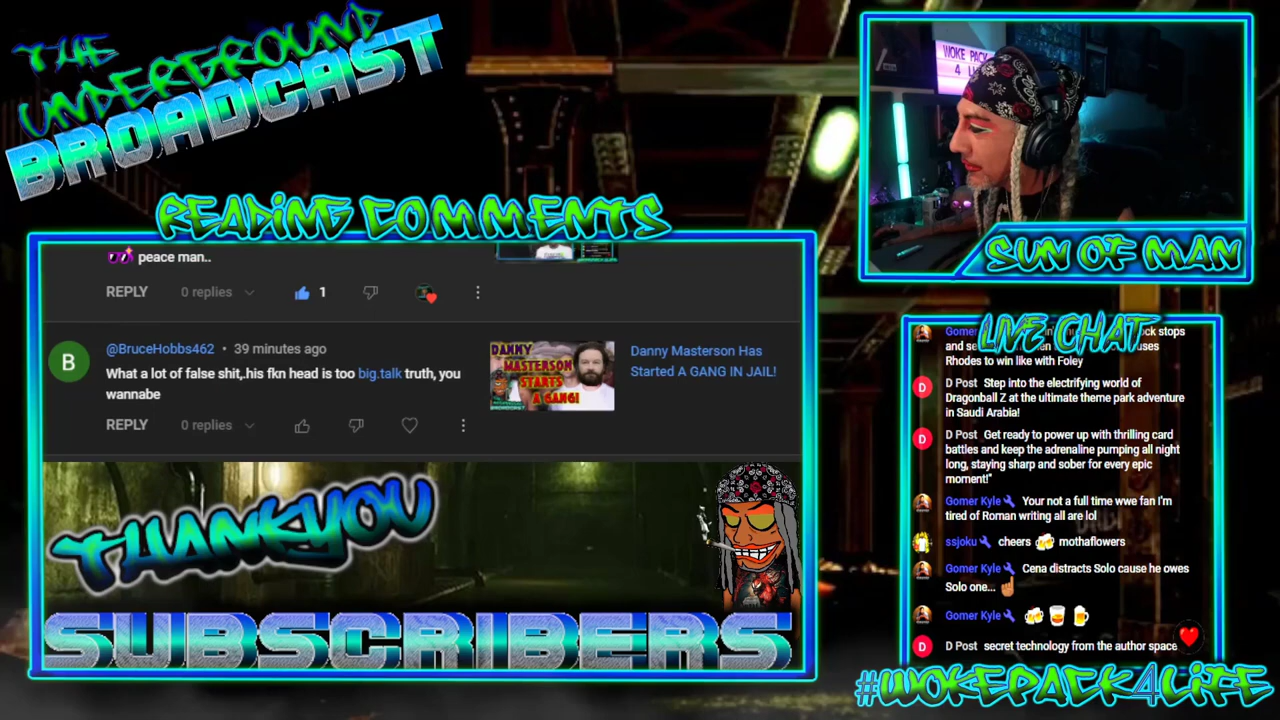 THE
UNDERGROUND
BROADCAST
READING COMMENTS
peace man..
REPLY 0 replies 1
@BruceHobbs462 • 39 minutes ago
What a lot of false shit,.his fkn head is too big.talk truth, you
wannabe
REPLY 0 replies
DANNY
MASTERSON
STARTS
A GANG!
Danny Masterson Has
Started A GANG IN JAIL!
THANKYOU
SUBSCRIBERS
WOKE PACK
SUN OF MAN
LIVE CHAT
Rhodes to win like with Foley
D Post Step into the electrifying world of
Dragonball Z at the ultimate theme park adventure
in Saudi Arabia!
D Post Get ready to power up with thrilling card
battles and keep the adrenaline pumping all night
long, staying sharp and sober for every epic
moment!"
Gomer Kyle Your not a full time wwe fan I'm
tired of Roman writing all are lol
ssjoku cheers mothaflowers
Gomer Kyle Cena distracts Solo cause he owes
Solo one...
Gomer Kyle
D Post secret technology from the author space
#WOKEPACK4LIFE